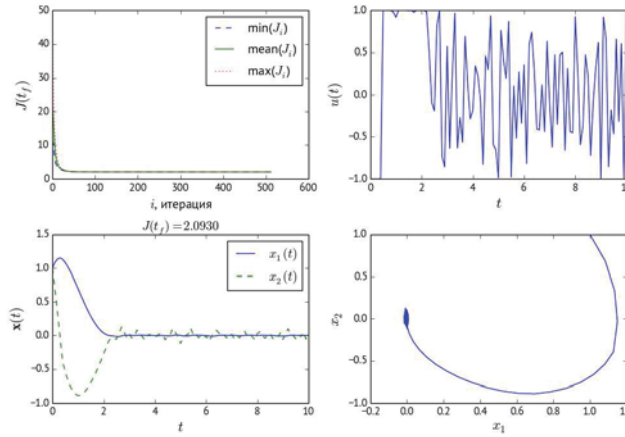 50
40
30
20
10
0
0 100 200 300 400 500 600
J(t_f)
i, итерация
min(J_i)
mean(J_i)
max(J_i)
1.0
0.5
0.0
-0.5
-1.0
0 2 4 6 8 10
u(t)
t
J(t_f) = 2.0930
1.5
1.0
0.5
0.0
-0.5
-1.0
0 2 4 6 8 10
x(t)
t
x_1(t)
x_2(t)
1.0
0.5
0.0
-0.5
-1.0
-0.2 0.0 0.2 0.4 0.6 0.8 1.0 1.2
x_2
x_1